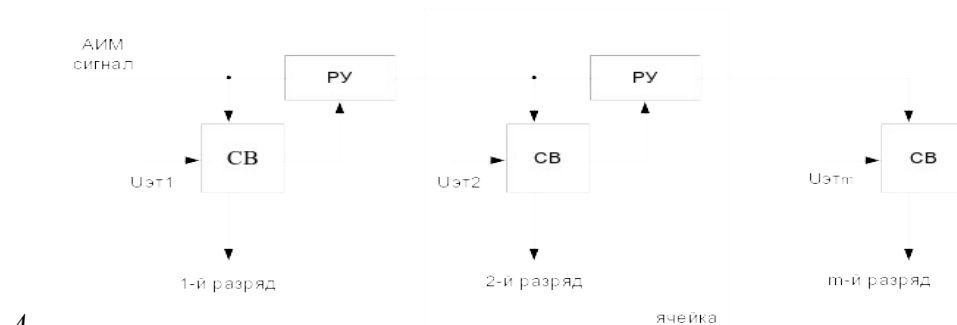 АИМ
сигнал
РУ
РУ
СВ
СВ
СВ
Uэт1
Uэт2
Uэтm
1-й разряд
2-й разряд
m-й разряд
ячейка